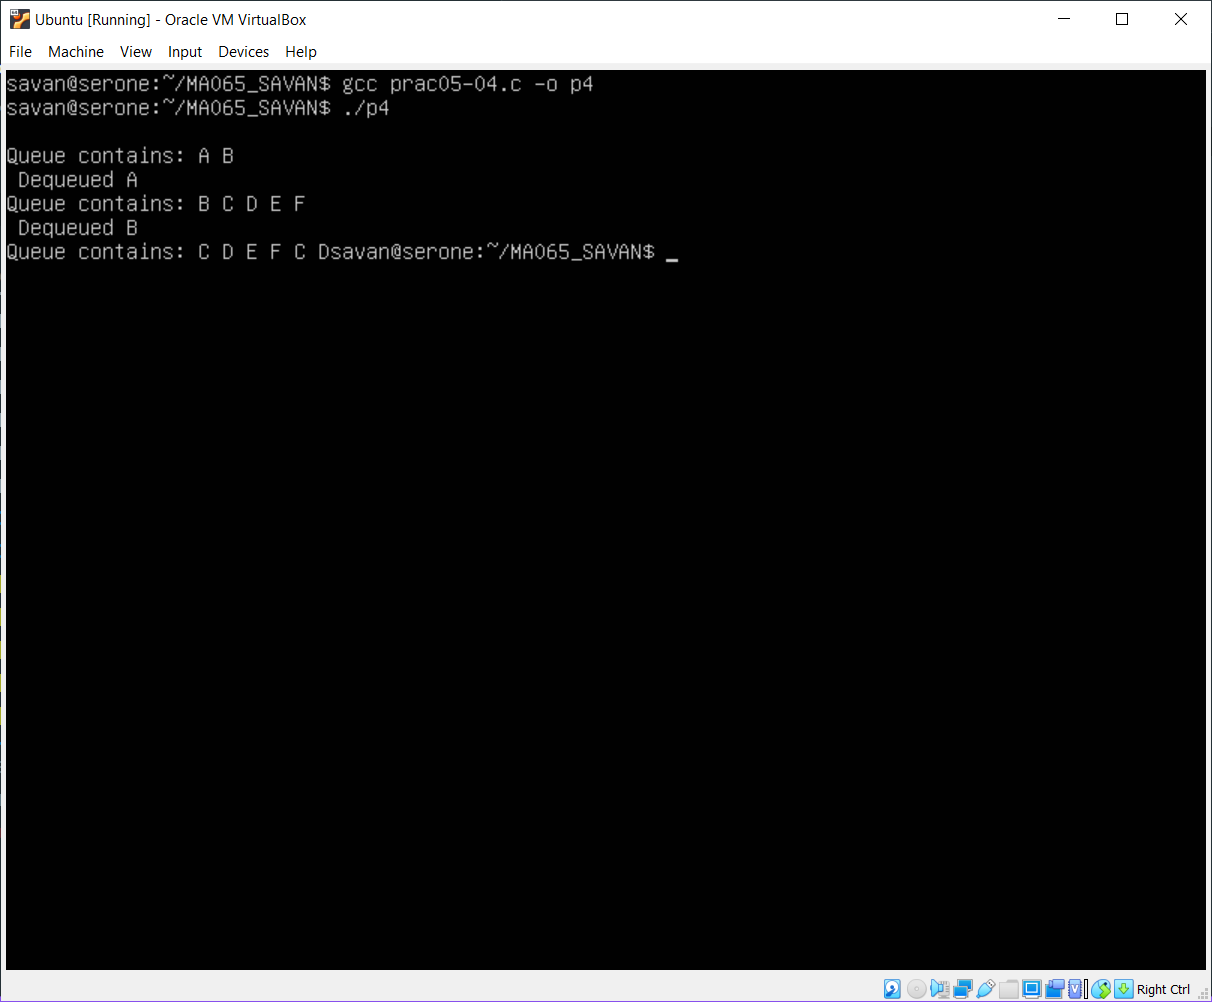 Ubuntu [Running] - Oracle VM VirtualBox
File Machine View Input Devices Help
savan@serone:~/MA065_SAVAN$ gcc prac05-04.c -o p4
savan@serone:~/MA065_SAVAN$ ./p4
Queue contains: A B
Dequeued A
Queue contains: B C D E F
Dequeued B
Queue contains: C D E F C Dsavan@serone:~/MA065_SAVAN$ _
Right Ctrl